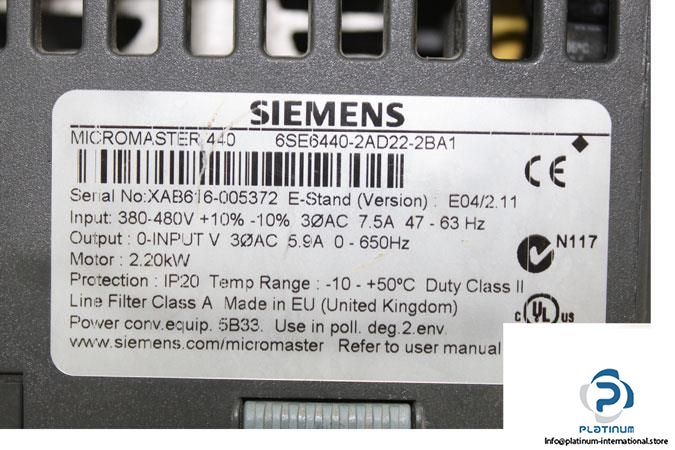 SIEMENS
MICROMASTER 440 6SE6440-2AD22-2BA1
CE
Serial No:XAB616-005372 E-Stand (Version) : E04/2.11
Input: 380-480V +10% -10% 3ØAC 7.5A 47 - 63 Hz
Output : 0-INPUT V 3ØAC 5.9A 0 - 650Hz
N117
Motor : 2.20kW
Protection : IP20 Temp Range : -10 - +50°C Duty Class II
Line Filter Class A Made in EU (United Kingdom)
c UL us
Power conv.equip. 5B33. Use in poll. deg.2 env.
www.siemens.com/micromaster Refer to user manual
PLATINUM
Info@platinum-international.store